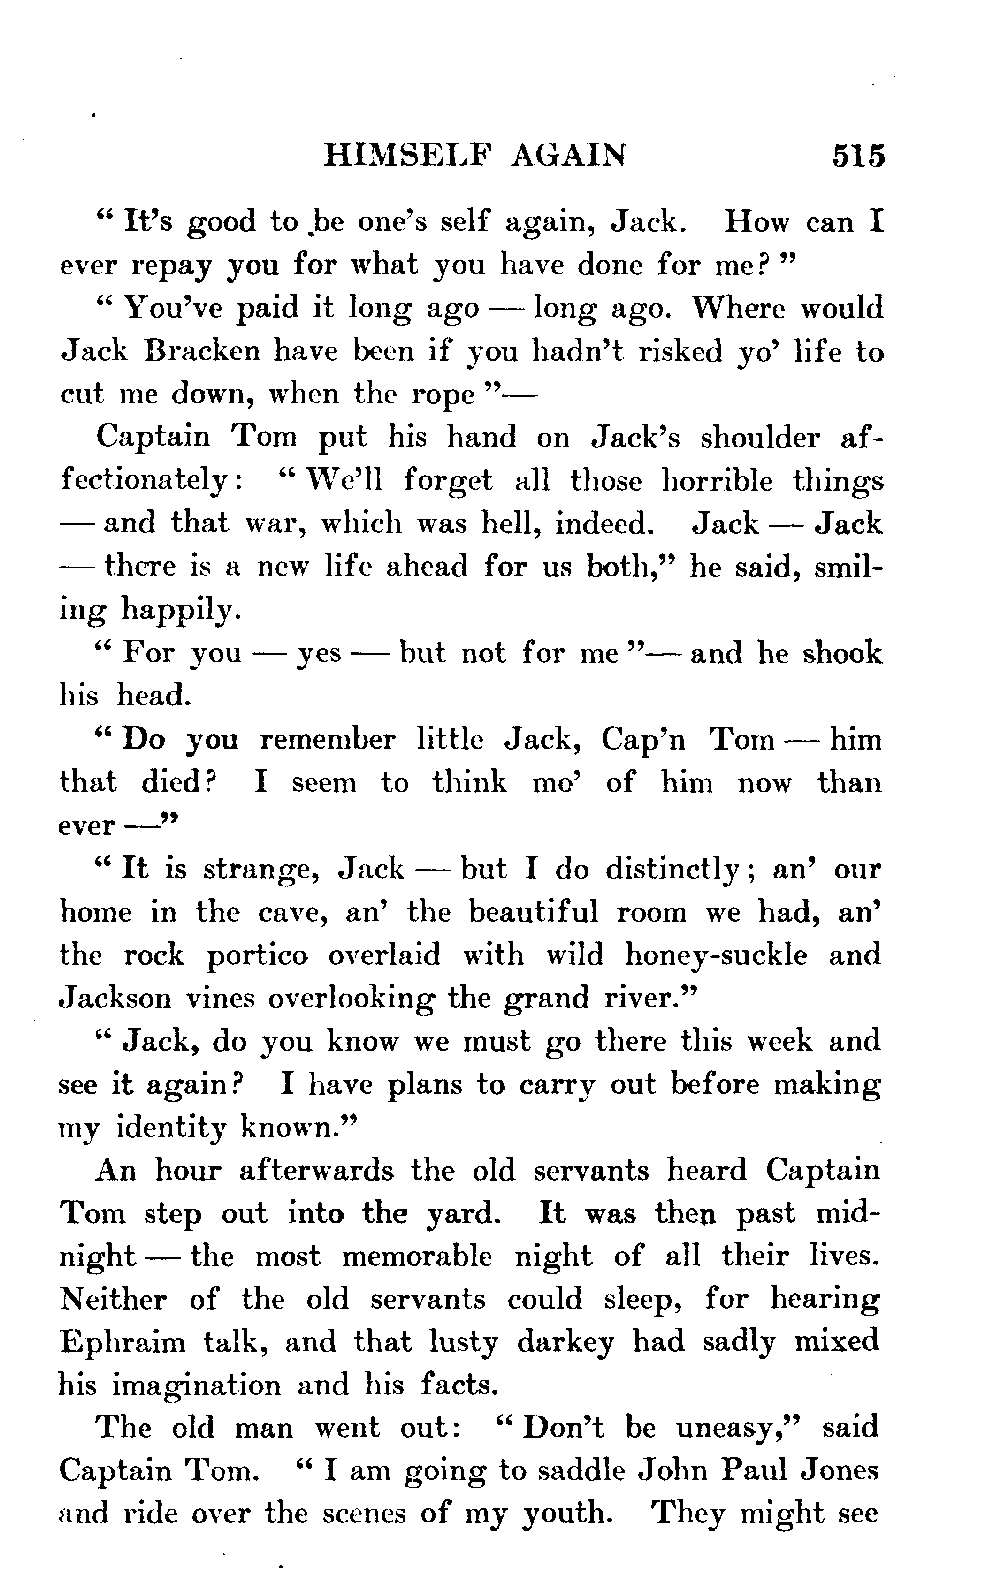 HIMSELF AGAIN 515
“ It’s good to be one’s self again, Jack. How can I
ever repay you for what you have done for me? ”
“ You’ve paid it long ago — long ago. Where would
Jack Bracken have been if you hadn’t risked yo’ life to
cut me down, when the rope ”—
Captain Tom put his hand on Jack’s shoulder af-
fectionately: “ We’ll forget all those horrible things
— and that war, which was hell, indeed. Jack — Jack
— there is a new life ahead for us both,” he said, smil-
ing happily.
“ For you — yes — but not for me ”— and he shook
his head.
“ Do you remember little Jack, Cap’n Tom — him
that died? I seem to think mo’ of him now than
ever —”
“ It is strange, Jack — but I do distinctly; an’ our
home in the cave, an’ the beautiful room we had, an’
the rock portico overlaid with wild honey-suckle and
Jackson vines overlooking the grand river.”
“ Jack, do you know we must go there this week and
see it again? I have plans to carry out before making
my identity known.”
An hour afterwards the old servants heard Captain
Tom step out into the yard. It was then past mid-
night — the most memorable night of all their lives.
Neither of the old servants could sleep, for hearing
Ephraim talk, and that lusty darkey had sadly mixed
his imagination and his facts.
The old man went out: “ Don’t be uneasy,” said
Captain Tom. “ I am going to saddle John Paul Jones
and ride over the scenes of my youth. They might see